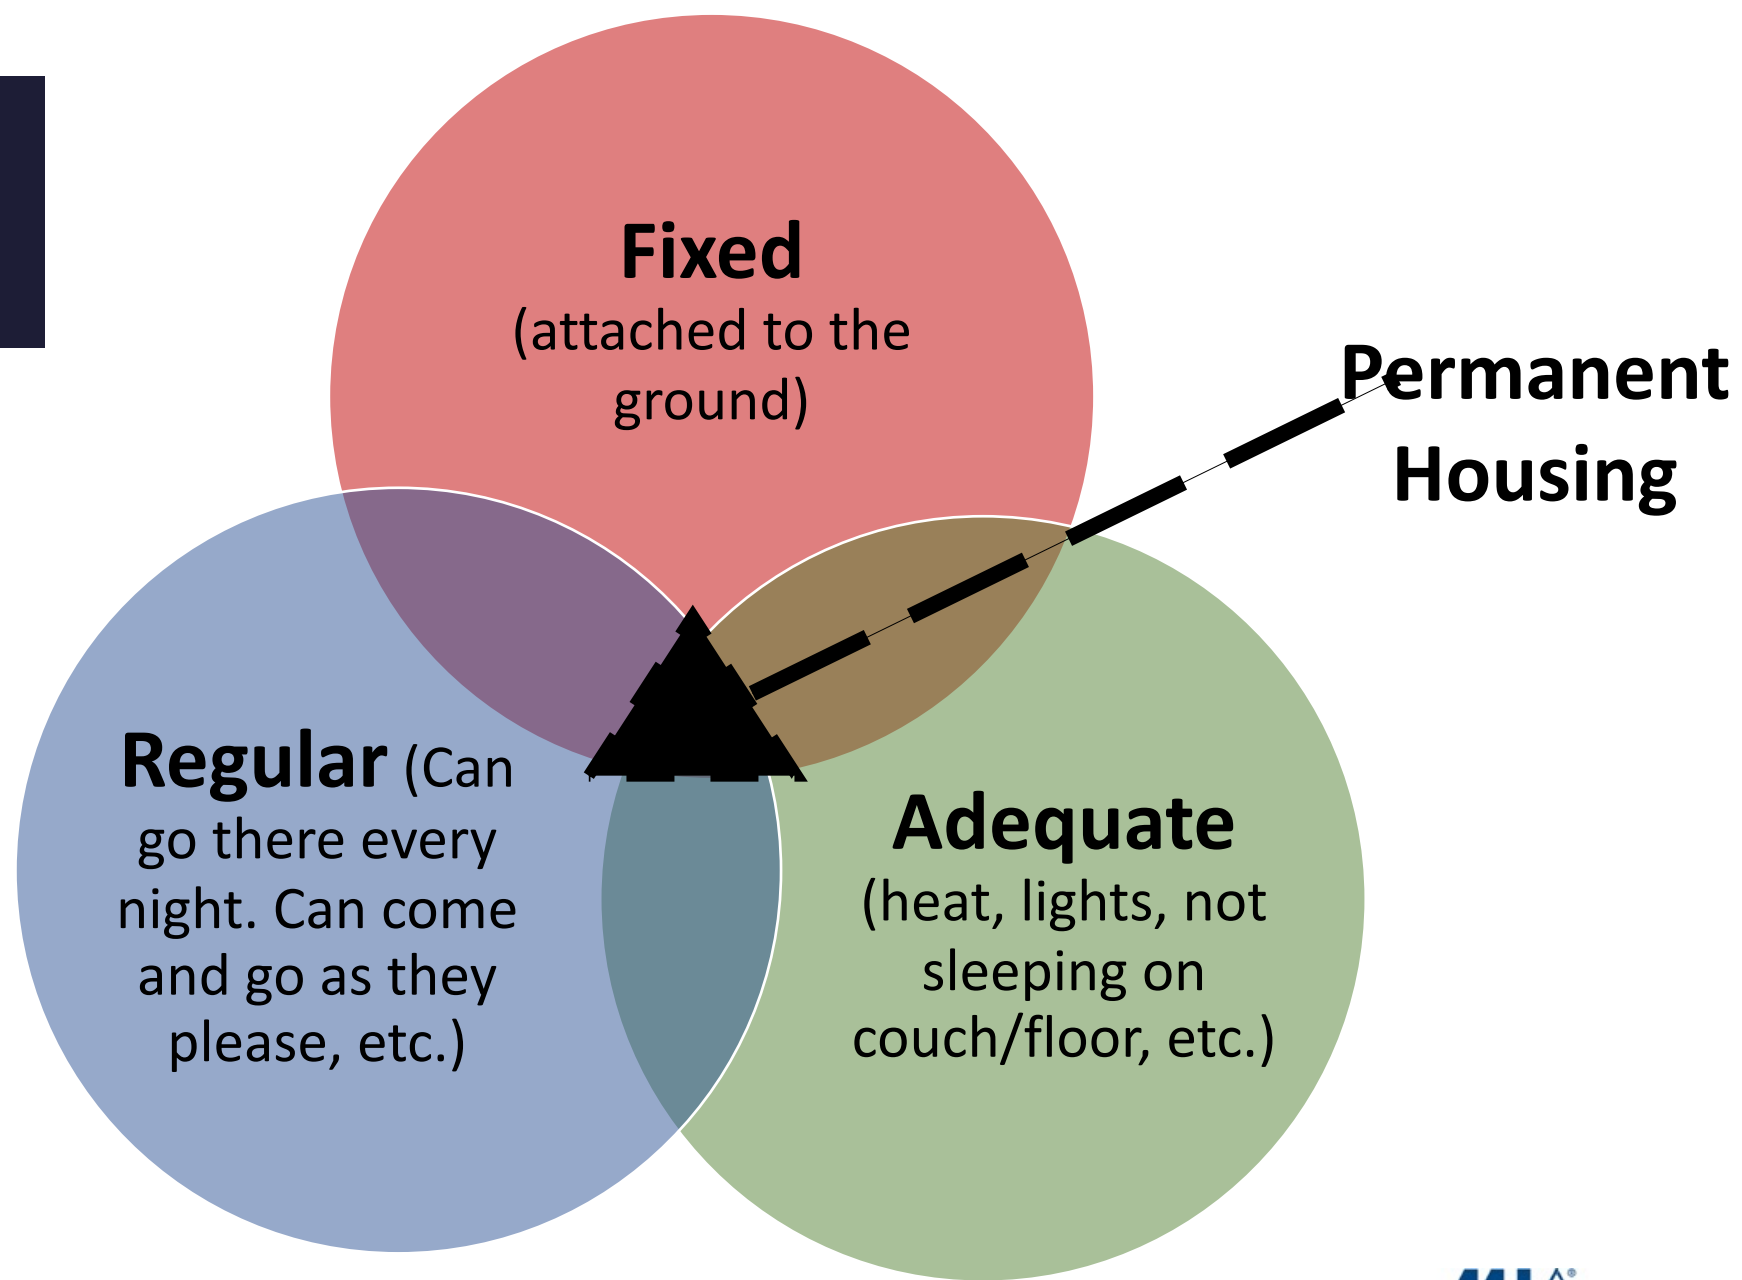 Fixed
(attached to the
ground)
Permanent
Housing
Regular (Can
go there every
night. Can come
and go as they
please, etc.)
Adequate
(heat, lights, not
sleeping on
couch/floor, etc.)